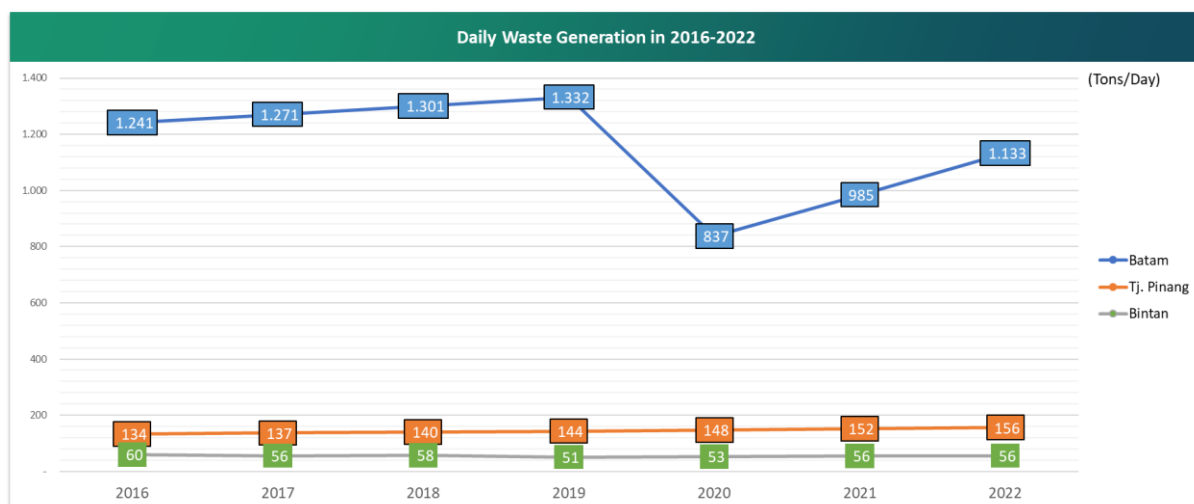 Daily Waste Generation in 2016-2022
(Tons/Day)
1.400
1.200
1.000
800
600
400
200
-
1.241 1.271 1.301 1.332 837 985 1.133
134 137 140 144 148 152 156
60 56 58 51 53 56 56
2016 2017 2018 2019 2020 2021 2022
Batam
Tj. Pinang
Bintan